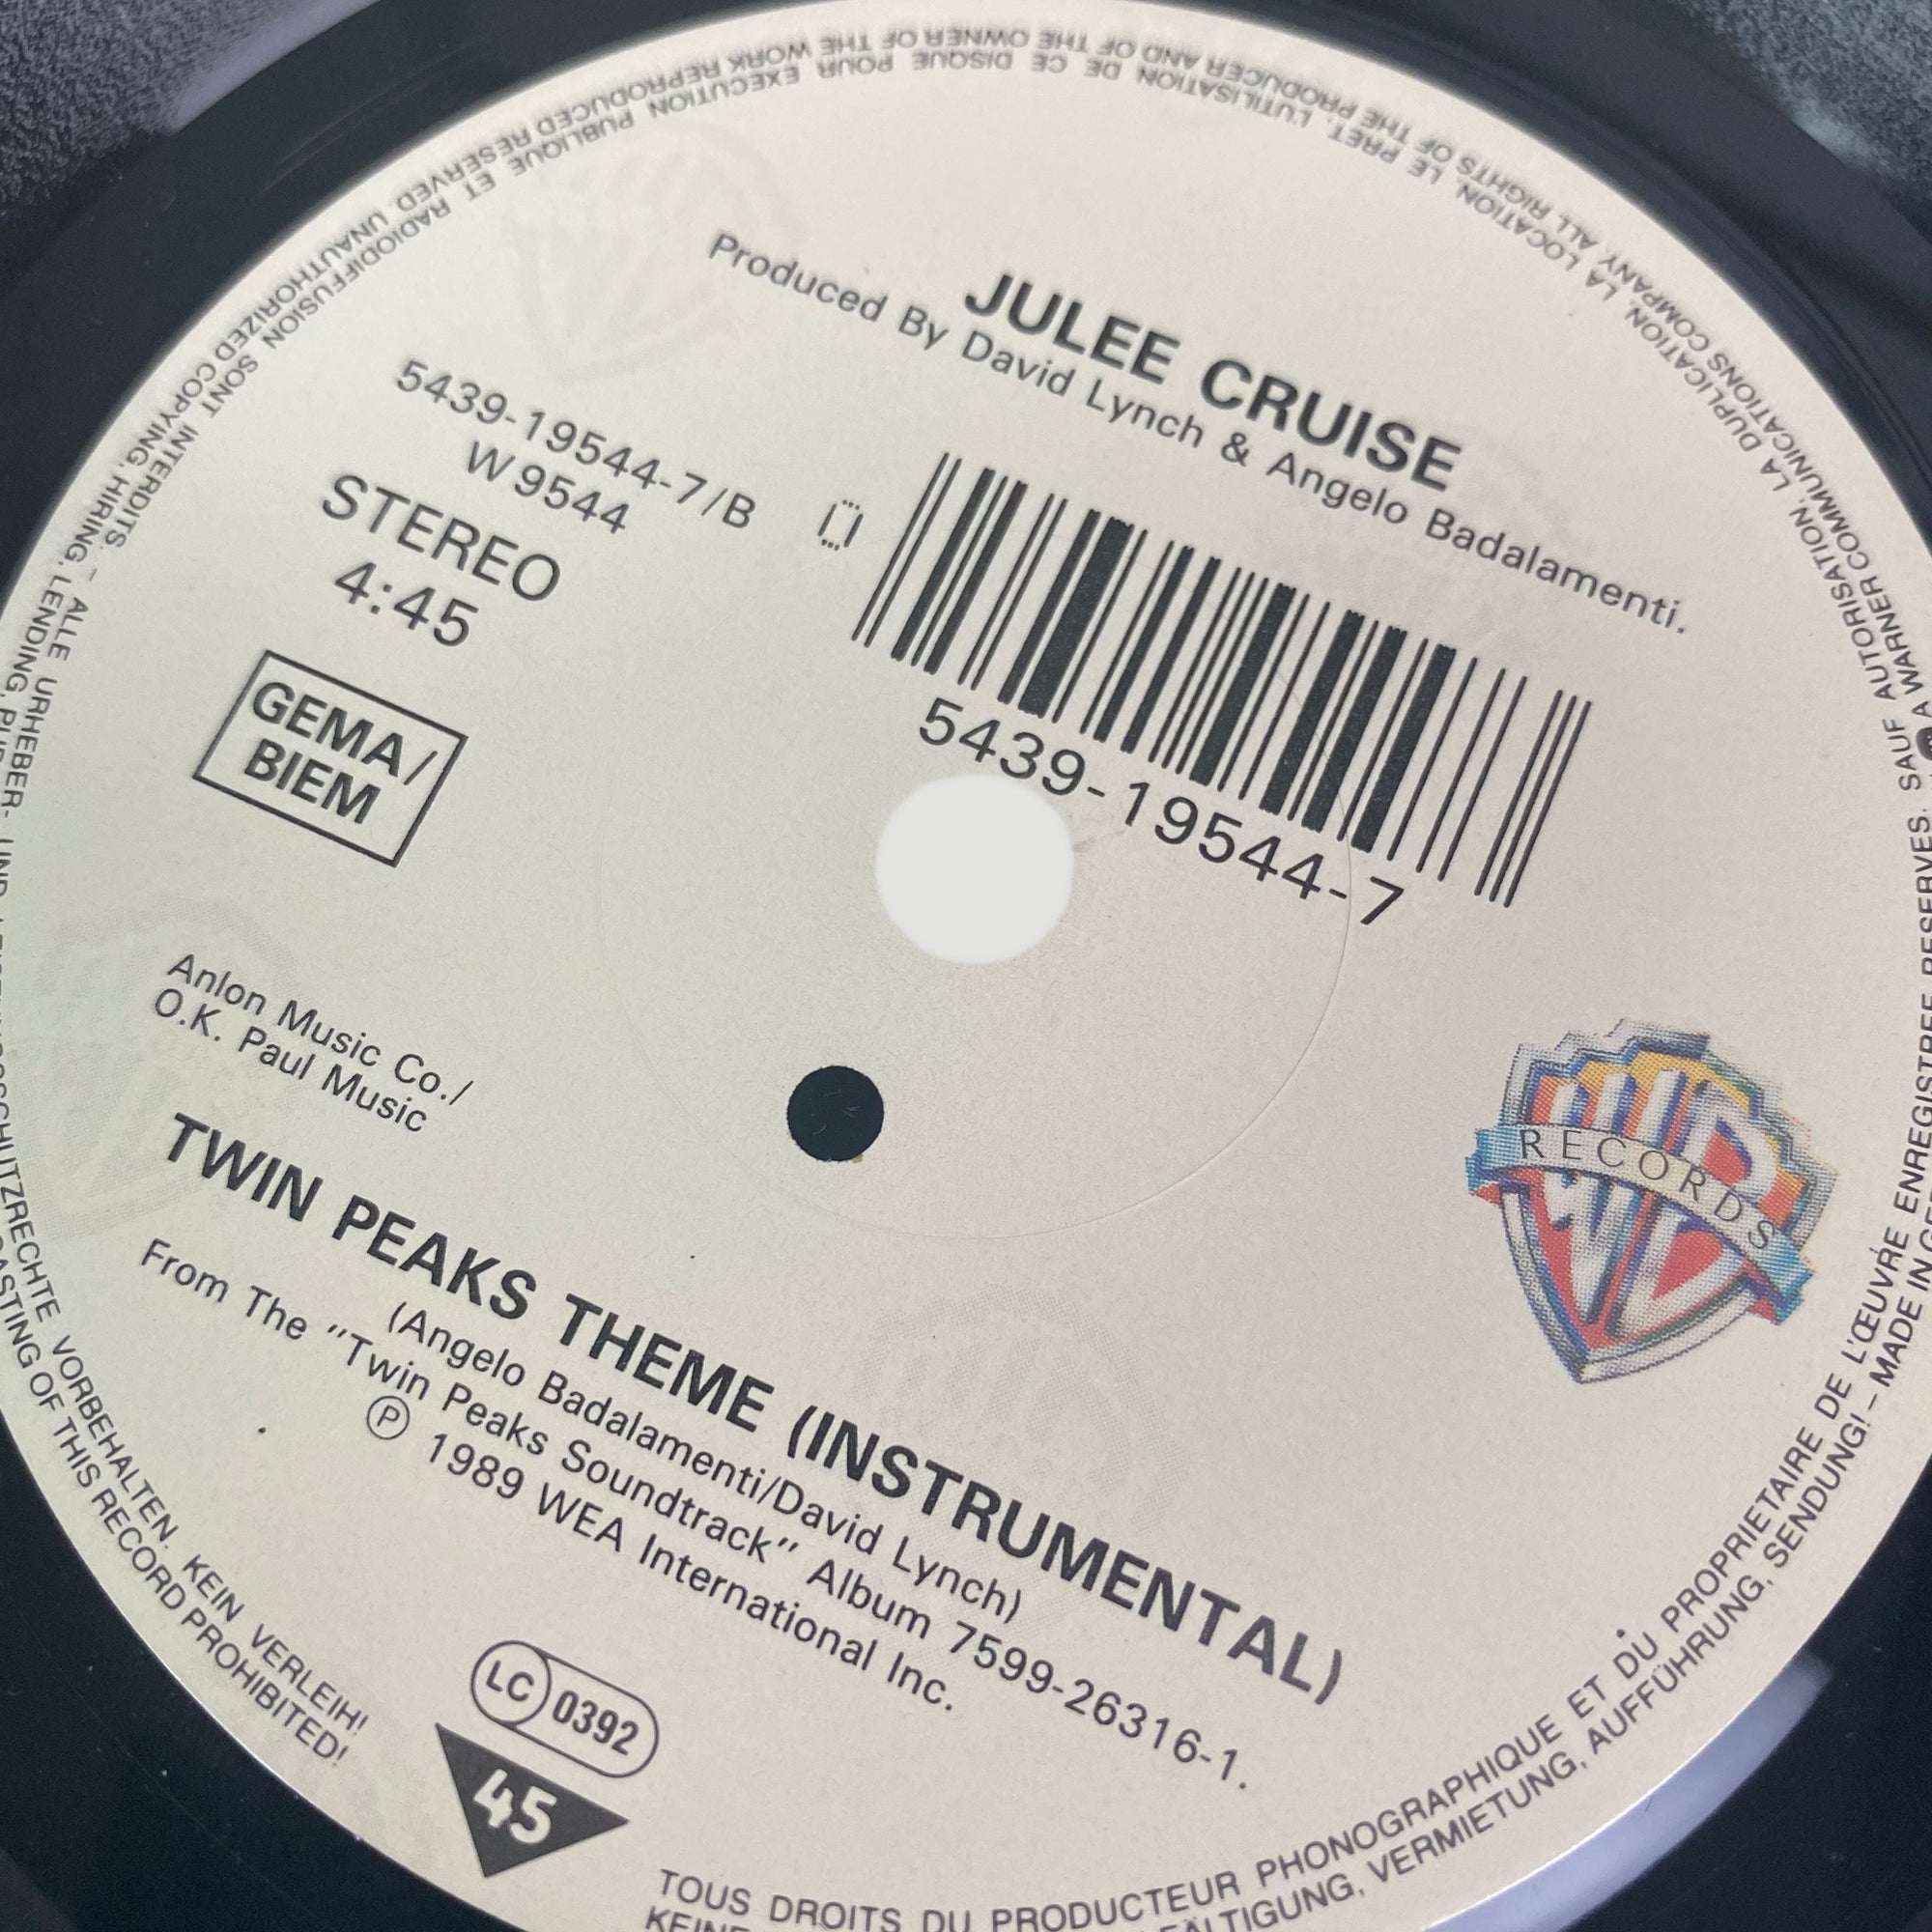 JULEE CRUISE
Produced By David Lynch & Angelo Badalamenti.
5439-19544-7/B
W 9544
STEREO
4:45
GEMA/
BIEM
5439-19544-7
RECORDS
Anlon Music Co./
O.K. Paul Music
TWIN PEAKS THEME (INSTRUMENTAL)
(Angelo Badalamenti/David Lynch)
From The "Twin Peaks Soundtrack" Album 7599-26316-1.
Ⓟ 1989 WEA International Inc.
LC 0392
45
TOUS DROITS DU PRODUCTEUR PHONOGRAPHIQUE ET DU PROPRIETAIRE DE L'ŒUVRE ENREGISTREE RESERVES. SAUF AUTORISATION, LA DUPLICATION, LA LOCATION, LE PRET, L'UTILISATION DE CE DISQUE POUR EXECUTION PUBLIQUE ET RADIODIFFUSION SONT INTERDITS. – ALLE URHEBER- UND VORBEHALTEN. KEIN VERLEIH!
KEINE VERMIETUNG, AUFFÜHRUNG, SENDUNG! – MADE IN A WARNER COMMUNICATIONS COMPANY. ALL RIGHTS OF THE PRODUCER AND OF THE OWNER OF THE WORK REPRODUCED RESERVED. UNAUTHORIZED COPYING, HIRING, LENDING, OF THIS RECORD PROHIBITED!